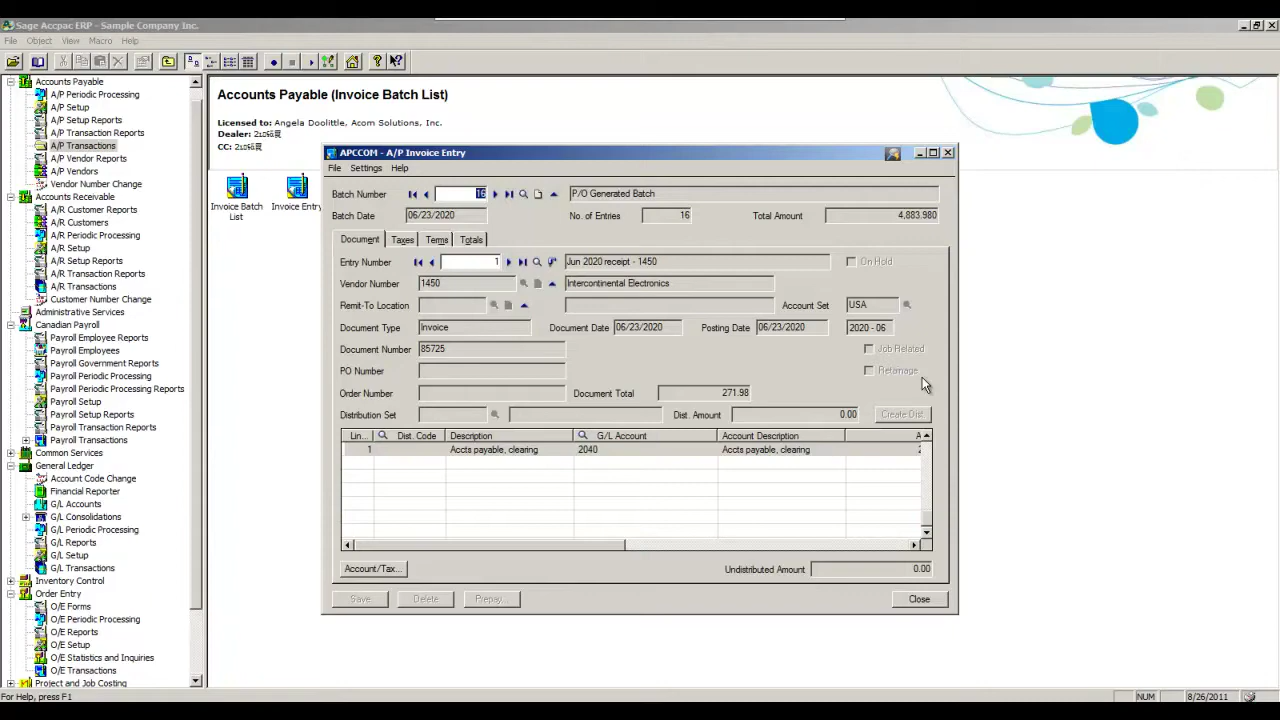 Sage Accpac ERP - Sample Company Inc.
File Object View Macro Help
Accounts Payable
A/P Periodic Processing
A/P Setup
A/P Setup Reports
A/P Transaction Reports
A/P Transactions
A/P Vendor Reports
A/P Vendors
Vendor Number Change
Accounts Receivable
A/R Customer Reports
A/R Customers
A/R Periodic Processing
A/R Setup
A/R Setup Reports
A/R Transaction Reports
A/R Transactions
Customer Number Change
Administrative Services
Canadian Payroll
Payroll Employee Reports
Payroll Employees
Payroll Government Reports
Payroll Periodic Processing
Payroll Periodic Processing Reports
Payroll Setup
Payroll Setup Reports
Payroll Transaction Reports
Payroll Transactions
Common Services
General Ledger
Account Code Change
Financial Reporter
G/L Accounts
G/L Consolidations
G/L Periodic Processing
G/L Reports
G/L Setup
G/L Transactions
Inventory Control
Order Entry
O/E Forms
O/E Periodic Processing
O/E Reports
O/E Setup
O/E Statistics and Inquiries
O/E Transactions
Project and Job Costing
Accounts Payable (Invoice Batch List)
Licensed to: Angela Doolittle, Acom Solutions, Inc.
Dealer:
CC:
Invoice Batch List
Invoice Entry
APCCOM - A/P Invoice Entry
File Settings Help
Batch Number 16 P/O Generated Batch
Batch Date 06/23/2020 No. of Entries 16 Total Amount 4,883.980
Document Taxes Terms Totals
Entry Number 1 Jun 2020 receipt - 1450 On Hold
Vendor Number 1450 Intercontinental Electronics
Remit-To Location Account Set USA
Document Type Invoice Document Date 06/23/2020 Posting Date 06/23/2020 2020 - 06
Document Number 85725 Job Related
PO Number Retainage
Order Number Document Total 271.98
Distribution Set Dist. Amount 0.00 Create Dist.
Lin... Dist. Code Description G/L Account Account Description A
1 Accts payable, clearing 2040 Accts payable, clearing 2
Account/Tax... Undistributed Amount 0.00
Save Delete Prepay... Close
For Help, press F1 NUM 8/26/2011